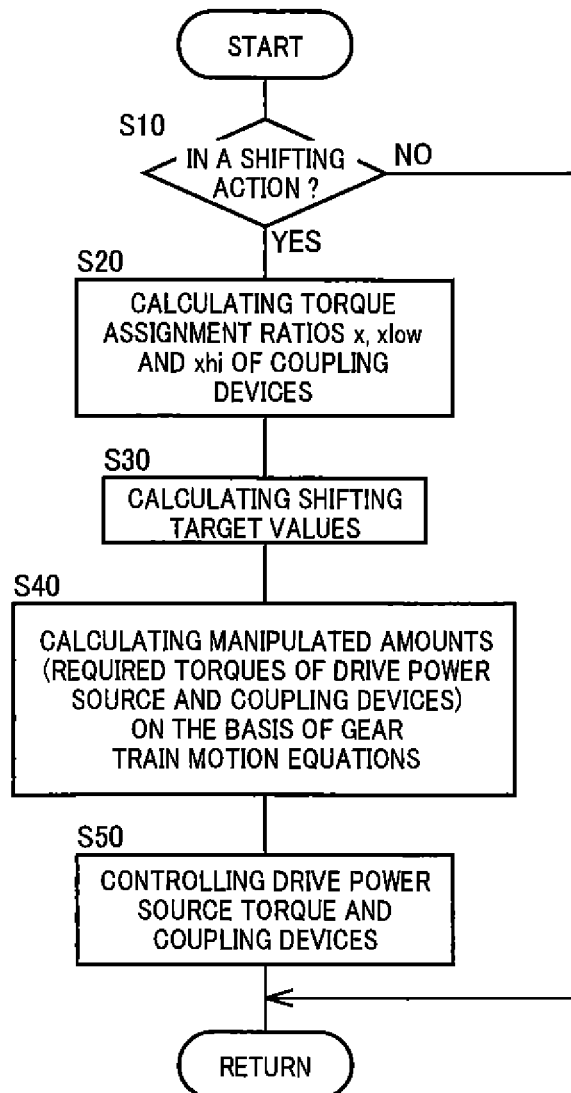 START
S10
IN A SHIFTING
ACTION ?
NO
YES
S20
CALCULATING TORQUE
ASSIGNMENT RATIOS x, xlow
AND xhi OF COUPLING
DEVICES
S30
CALCULATING SHIFTING
TARGET VALUES
S40
CALCULATING MANIPULATED AMOUNTS
(REQUIRED TORQUES OF DRIVE POWER
SOURCE AND COUPLING DEVICES)
ON THE BASIS OF GEAR
TRAIN MOTION EQUATIONS
S50
CONTROLLING DRIVE POWER
SOURCE TORQUE AND
COUPLING DEVICES
RETURN